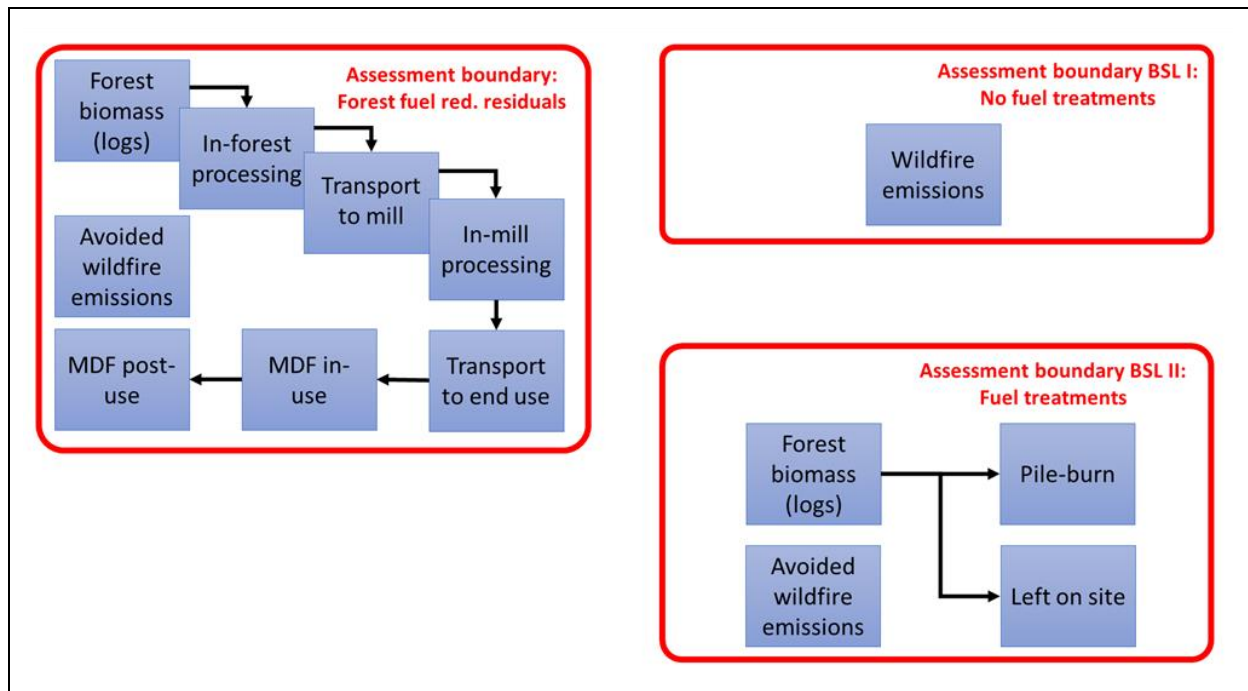 Assessment boundary:
Forest fuel red. residuals
Forest
biomass
(logs)
In-forest
processing
Transport
to mill
In-mill
processing
Avoided
wildfire
emissions
MDF post-
use
MDF in-
use
Transport
to end use
Assessment boundary BSL I:
No fuel treatments
Wildfire
emissions
Assessment boundary BSL II:
Fuel treatments
Forest
biomass
(logs)
Pile-burn
Avoided
wildfire
emissions
Left on site